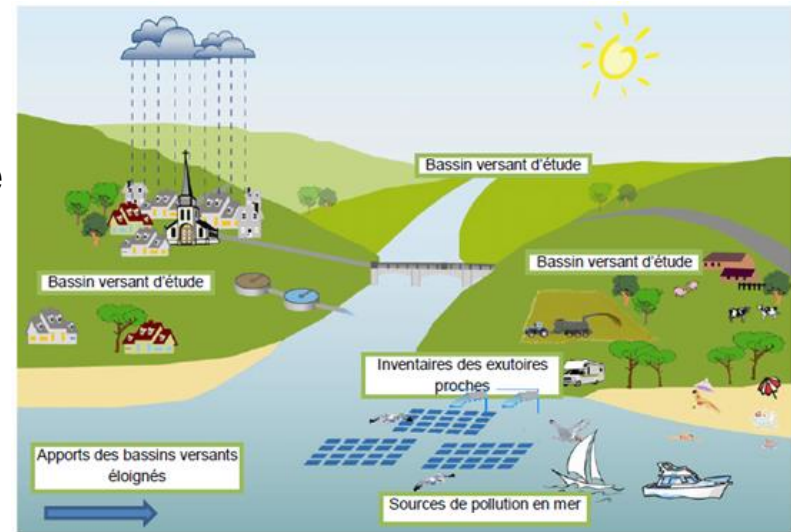 Bassin versant d'étude
Bassin versant d'étude
Bassin versant d'étude
Inventaires des exutoires
proches
Apports des bassins versants
éloignés
Sources de pollution en mer